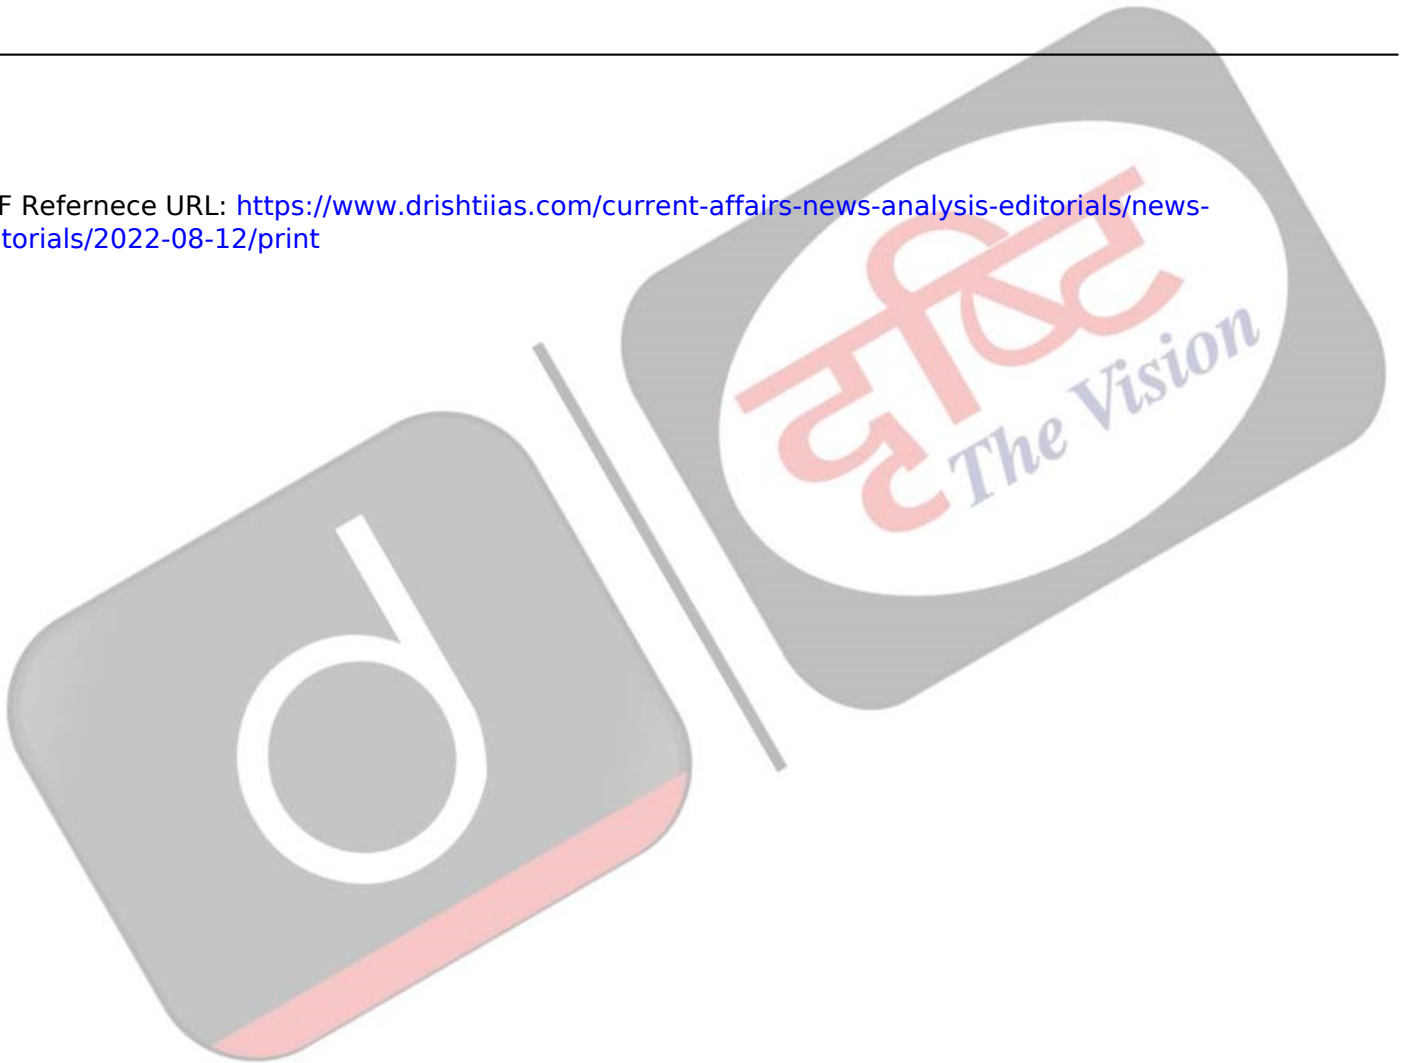 F Refernece URL: https://www.drishtiias.com/current-affairs-news-analysis-editorials/news-
torials/2022-08-12/print
दृष्टि
The Vision
d